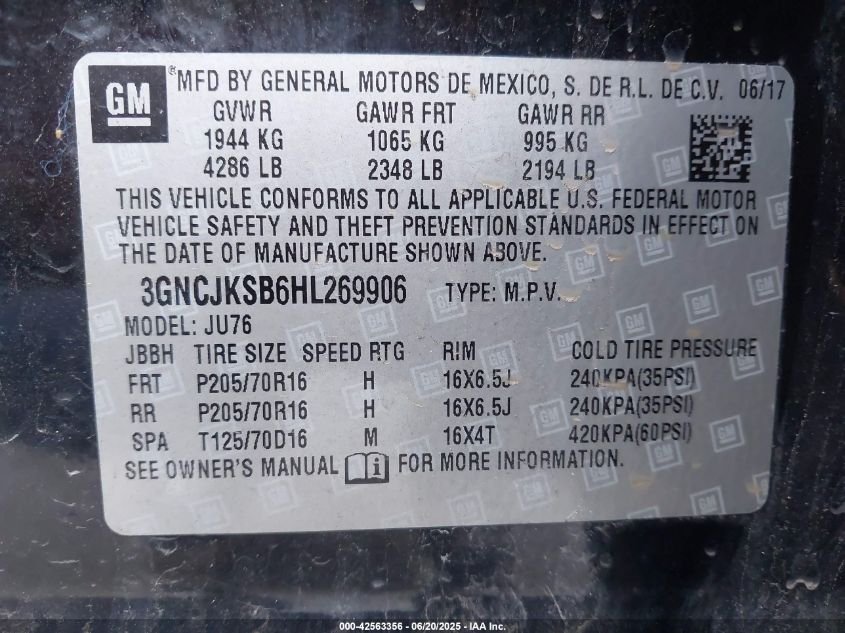 GM ® MFD BY GENERAL MOTORS DE MEXICO, S. DE R.L. DE C.V. 06/17
GVWR GAWR FRT GAWR RR
1944 KG 1065 KG 995 KG
4286 LB 2348 LB 2194 LB
THIS VEHICLE CONFORMS TO ALL APPLICABLE U.S. FEDERAL MOTOR
VEHICLE SAFETY AND THEFT PREVENTION STANDARDS IN EFFECT ON
THE DATE OF MANUFACTURE SHOWN ABOVE.
3GNCJKSB6HL269906 TYPE: M.P.V.
MODEL: JU76
JBBH TIRE SIZE SPEED RTG RIM COLD TIRE PRESSURE
FRT P205/70R16 H 16X6.5J 240KPA(35PSI)
RR P205/70R16 H 16X6.5J 240KPA(35PSI)
SPA T125/70D16 M 16X4T 420KPA(60PSI)
SEE OWNER'S MANUAL i FOR MORE INFORMATION.
000-42563356 - 06/20/2025 - IAA Inc.